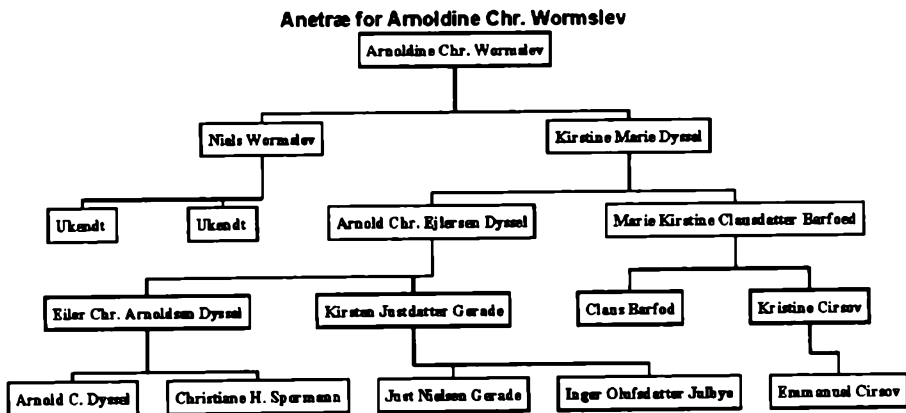 Anetræ for Arnoldine Chr. Wormslev
Arnoldine Chr. Wormslev
Niels Wormslev
Kirstine Marie Dyssel
Ukendt
Ukendt
Arnold Chr. Ejlersen Dyssel
Marie Kirstine Clausdatter Barfoed
Eiler Chr. Arnoldsen Dyssel
Kirsten Justdatter Gerade
Claus Barfod
Kristine Cirsov
Arnold C. Dyssel
Christiane H. Spormann
Just Nielsen Gerade
Inger Olufsdatter Julbye
Emmanuel Cirsov